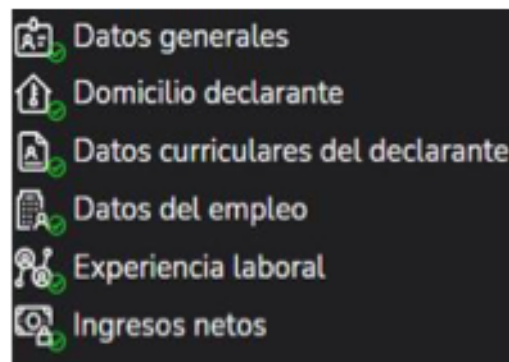 Datos generales
Domicilio declarante
Datos curriculares del declarante
Datos del empleo
Experiencia laboral
Ingresos netos